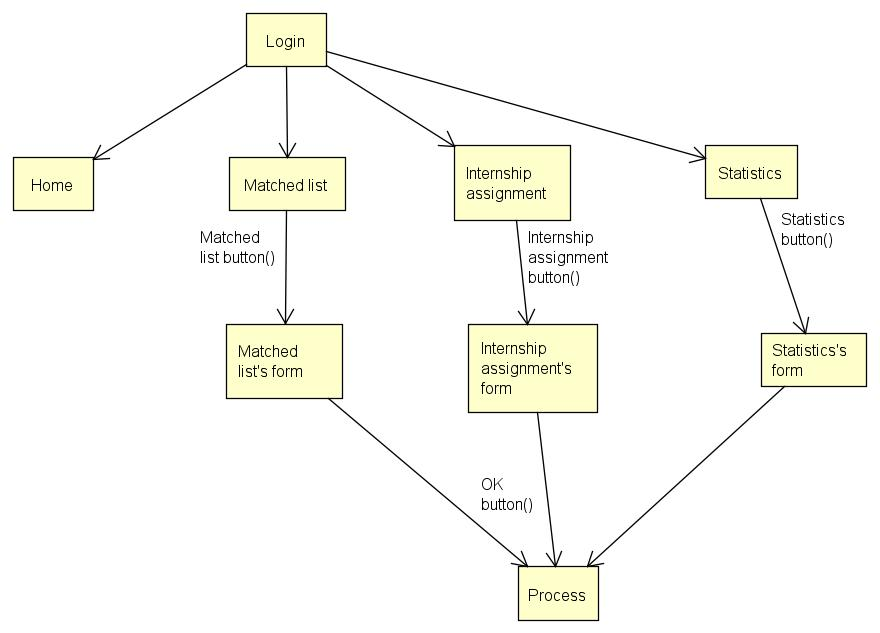 Login
Home
Matched list
Internship
assignment
Statistics
Matched
list button()
Internship
assignment
button()
Statistics
button()
Matched
list's form
Internship
assignment's
form
Statistics's
form
OK
button()
Process